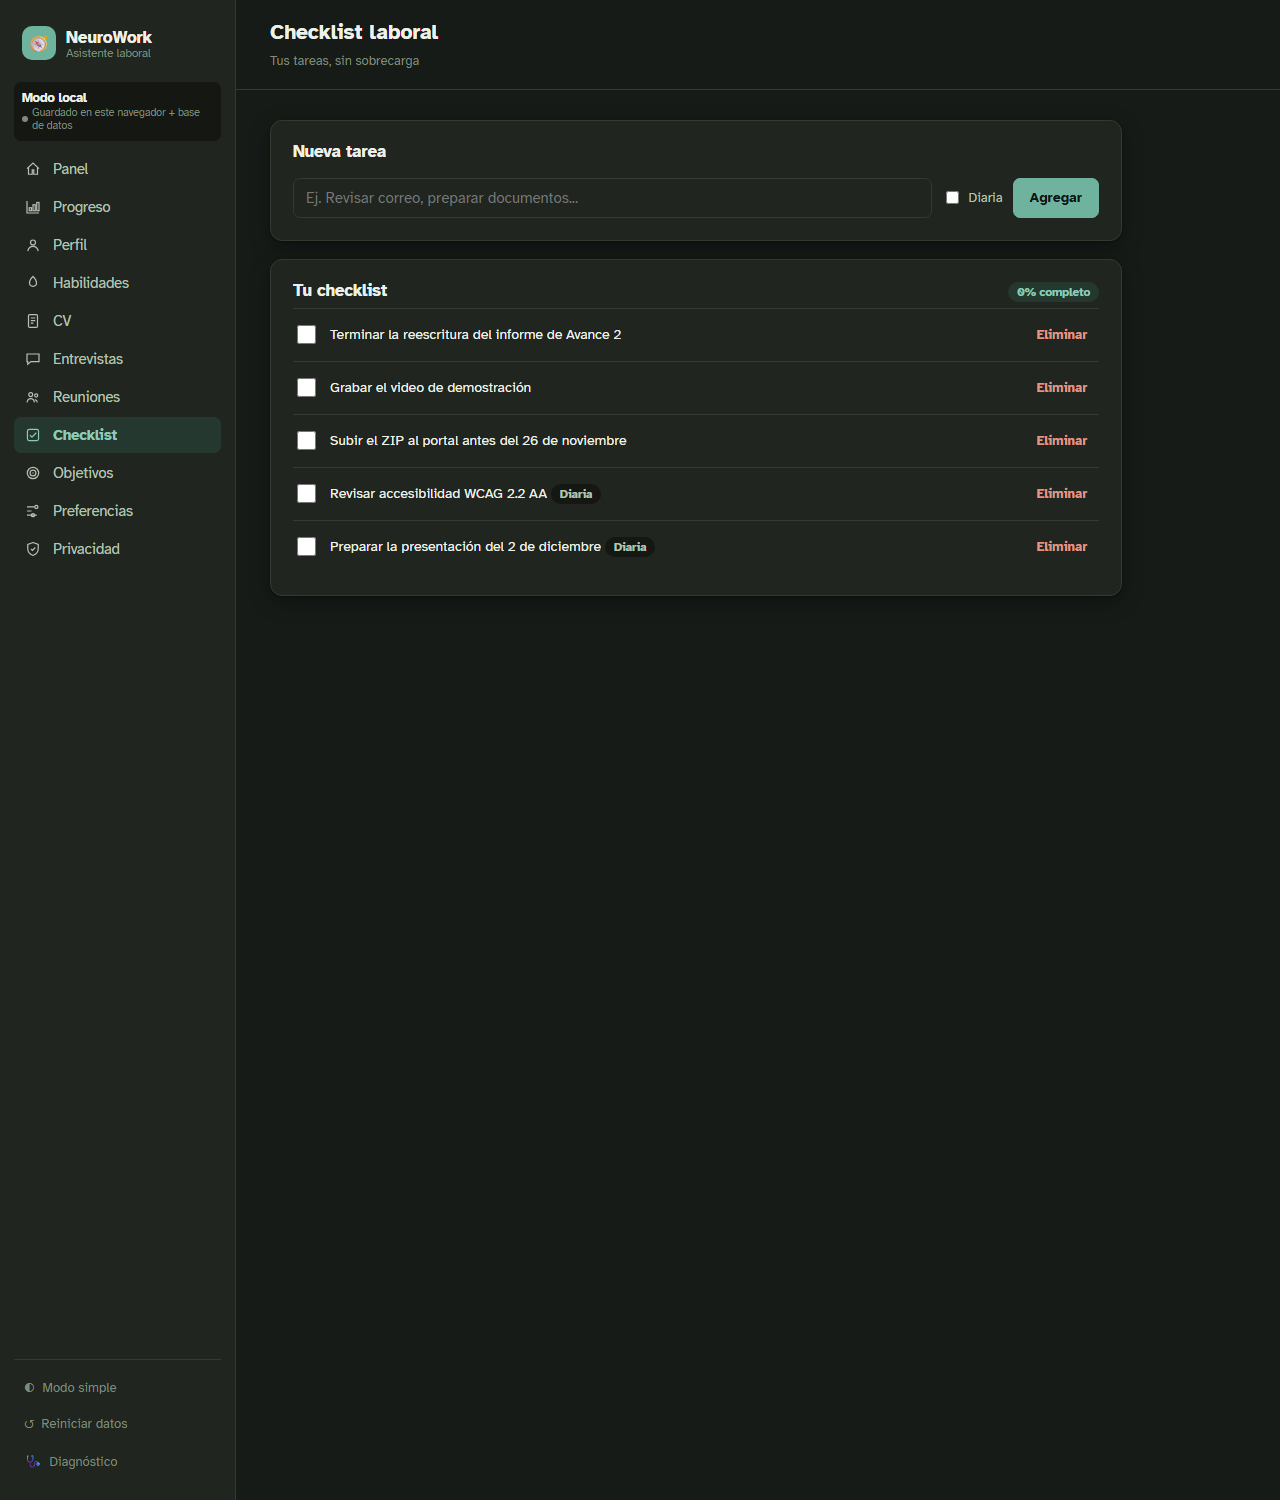 NeuroWork
Asistente laboral
Modo local
Guardado en este navegador + base
de datos
Panel
Progreso
Perfil
Habilidades
CV
Entrevistas
Reuniones
Checklist
Objetivos
Preferencias
Privacidad
Modo simple
Reiniciar datos
Diagnóstico
Checklist laboral
Tus tareas, sin sobrecarga
Nueva tarea
Ej. Revisar correo, preparar documentos...
Diaria
Agregar
Tu checklist
0% completo
Terminar la reescritura del informe de Avance 2
Eliminar
Grabar el video de demostración
Eliminar
Subir el ZIP al portal antes del 26 de noviembre
Eliminar
Revisar accesibilidad WCAG 2.2 AA Diaria
Eliminar
Preparar la presentación del 2 de diciembre Diaria
Eliminar